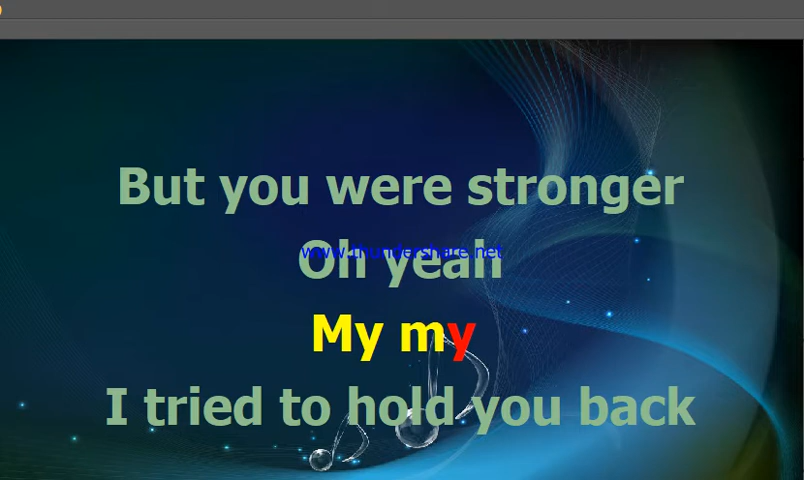 But you were stronger
www.thundershare.net
Oh yeah
My my
I tried to hold you back